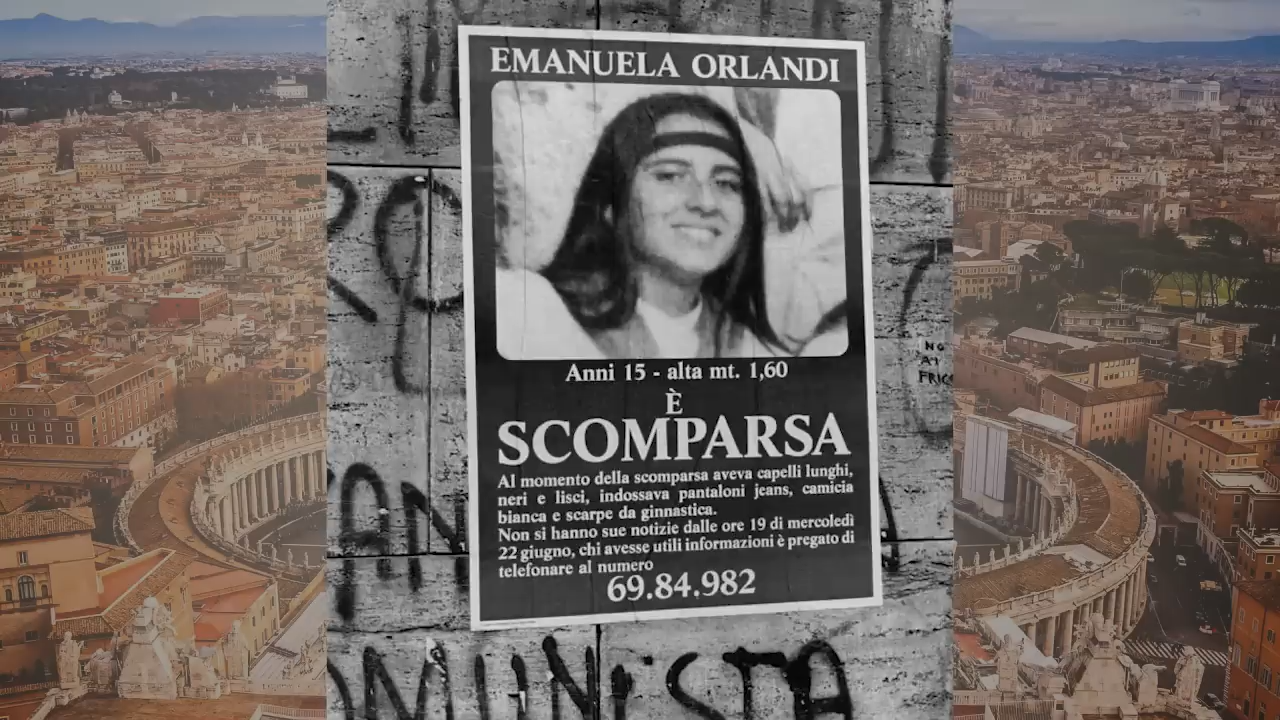 EMANUELA ORLANDI
Anni 15 - alta mt. 1,60
È
SCOMPARSA
Al momento della scomparsa aveva capelli lunghi,
neri e lisci, indossava pantaloni jeans, camicia
bianca e scarpe da ginnastica.
Non si hanno sue notizie dalle ore 19 di mercoledì
22 giugno, chi avesse utili informazioni è pregato di
telefonare al numero
69.84.982
NO
AI